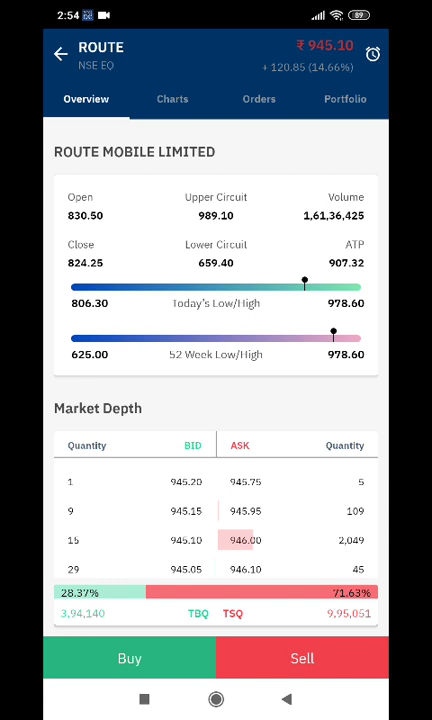 2:54 89
ROUTE ₹ 945.10
NSE EQ + 120.85 (14.66%)
Overview Charts Orders Portfolio
ROUTE MOBILE LIMITED
Open Upper Circuit Volume
830.50 989.10 1,61,36,425
Close Lower Circuit ATP
824.25 659.40 907.32
806.30 Today's Low/High 978.60
625.00 52 Week Low/High 978.60
Market Depth
Quantity BID ASK Quantity
1 945.20 945.75 5
9 945.15 945.95 109
15 945.10 946.00 2,049
29 945.05 946.10 45
28.37% 71.63%
3,94,140 TBQ TSQ 9,95,051
Buy Sell